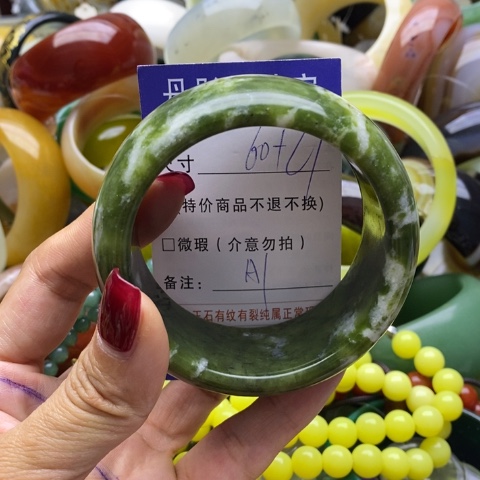 寸 60+4
特价商品不退不换)
□微瑕(介意勿拍)
备注: A
石有纹有裂纯属正常